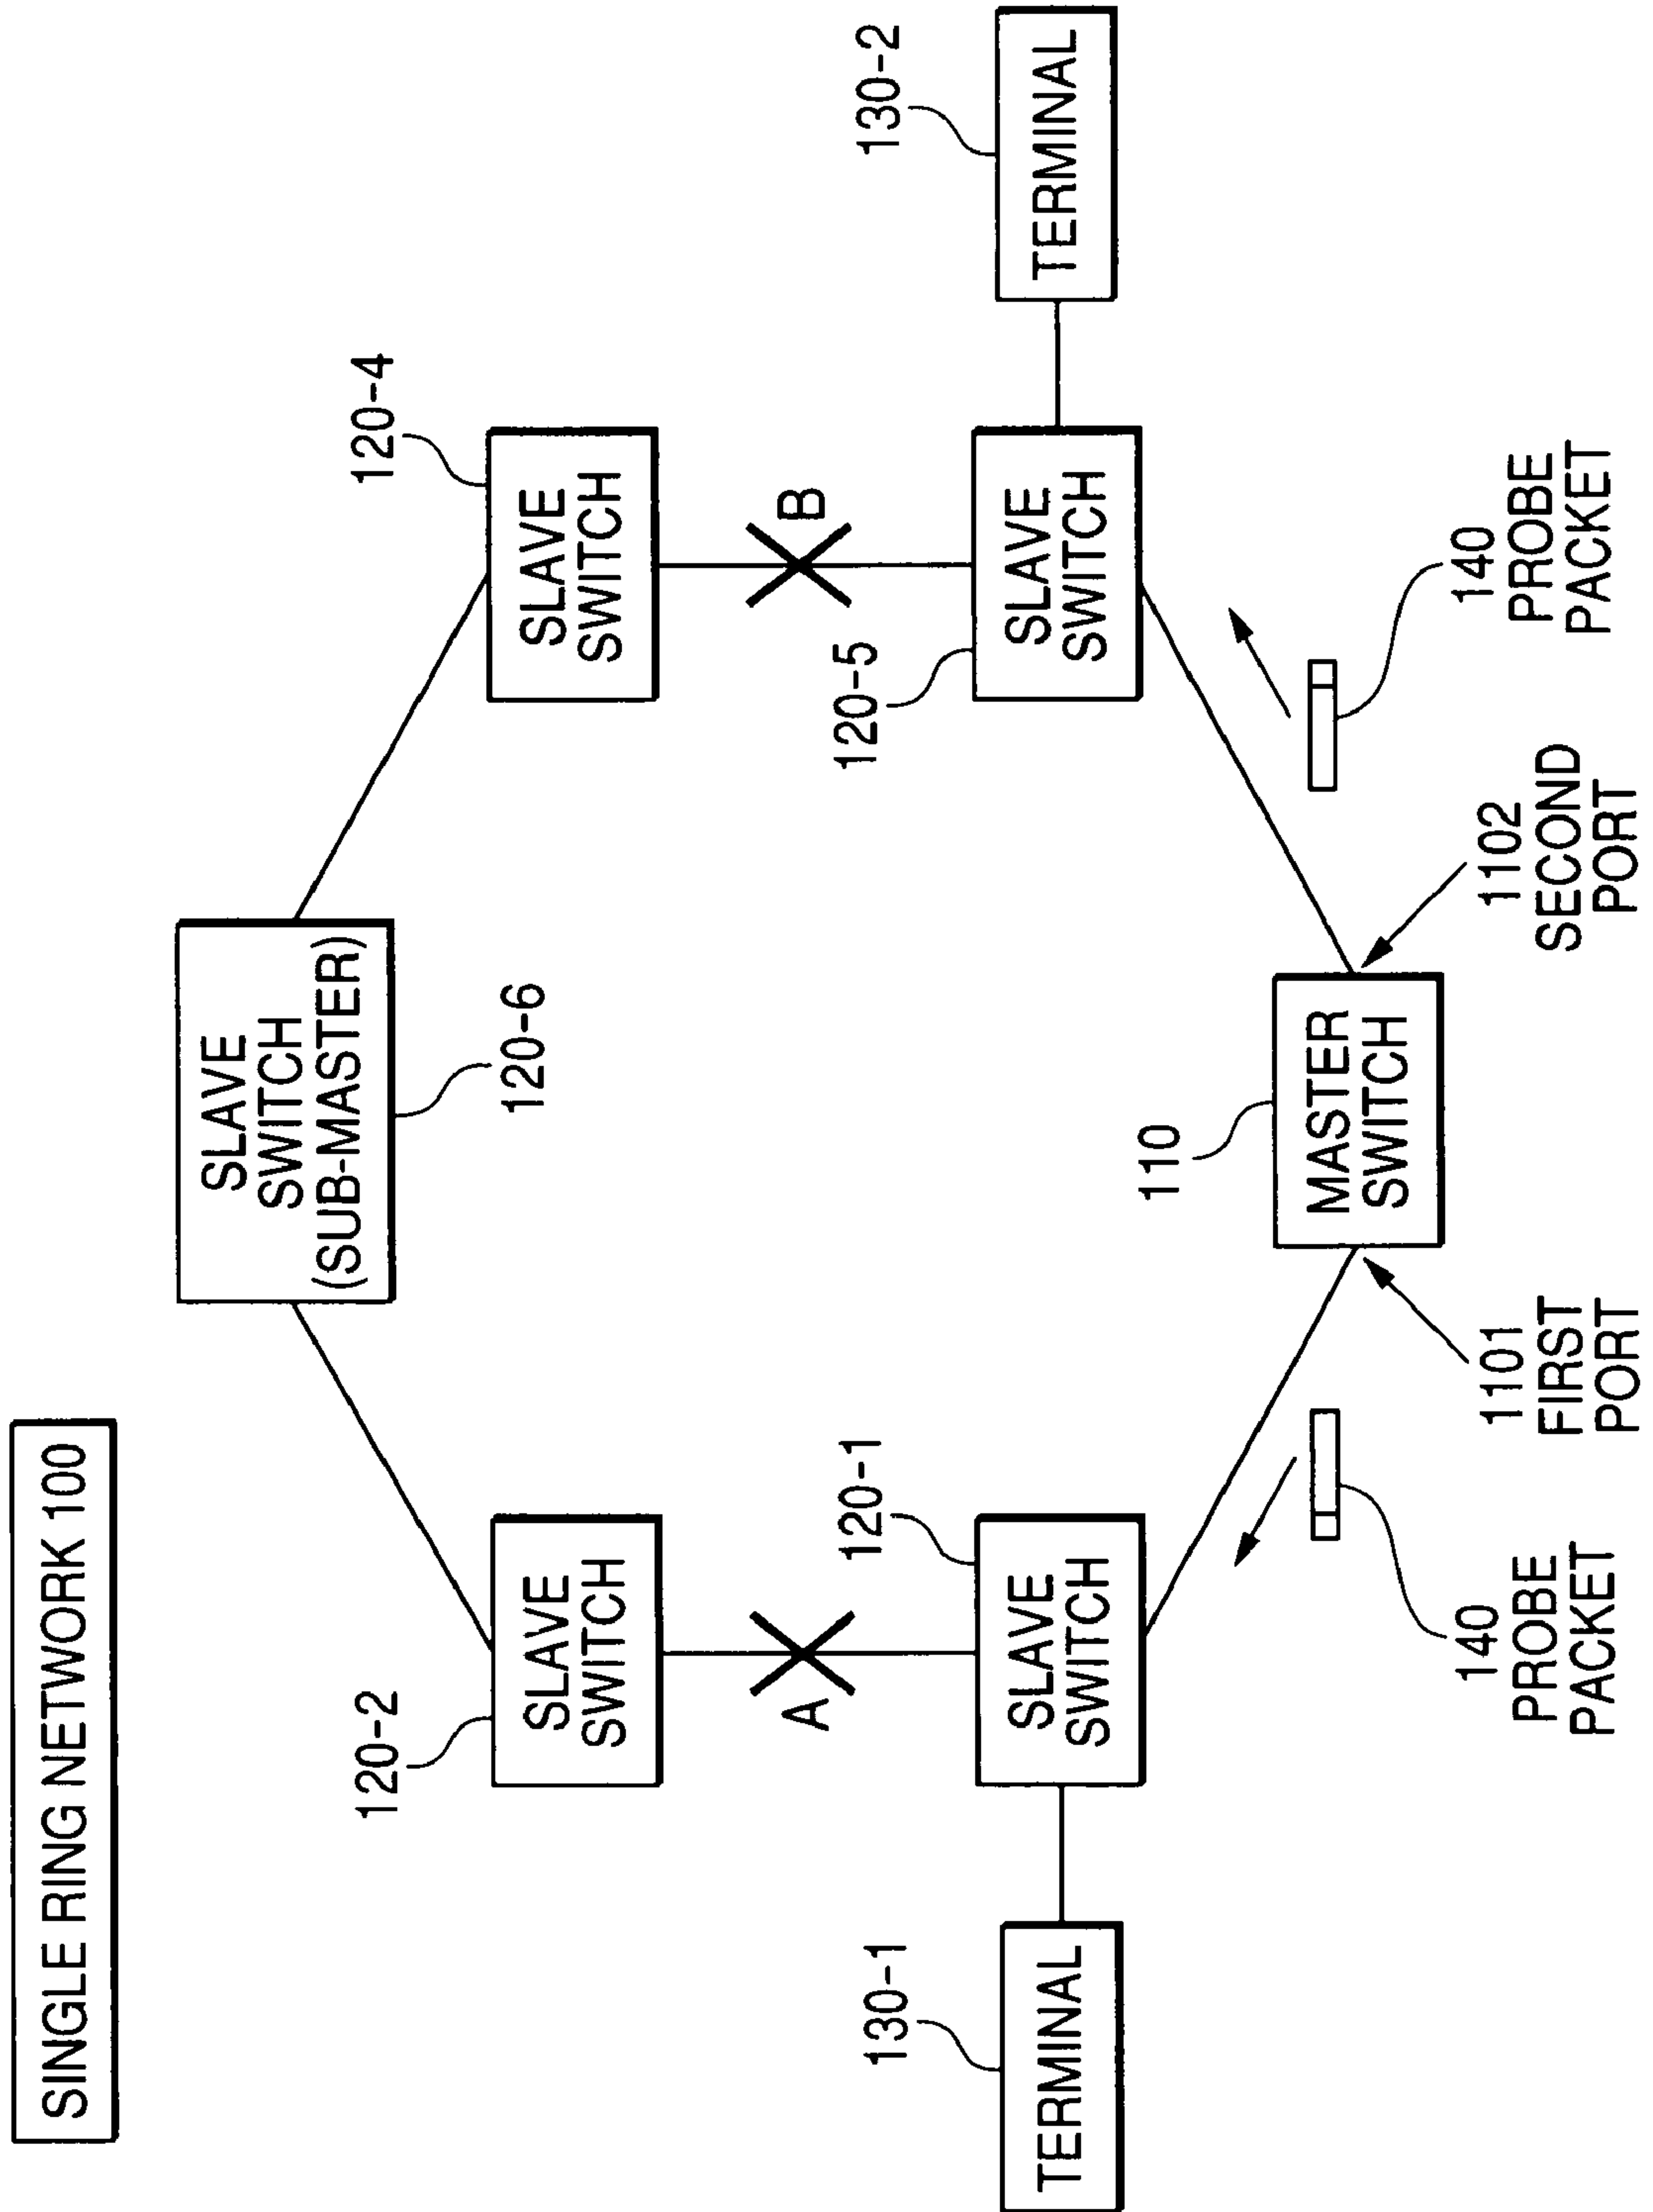 SINGLE RING NETWORK 100
SLAVE
SWITCH
(SUB-MASTER)
120-6
120-2
SLAVE
SWITCH
120-4
SLAVE
SWITCH
A
B
130-1
TERMINAL
120-1
SLAVE
SWITCH
120-5
SLAVE
SWITCH
130-2
TERMINAL
110
MASTER
SWITCH
140
PROBE
PACKET
1101
FIRST
PORT
1102
SECOND
PORT
140
PROBE
PACKET